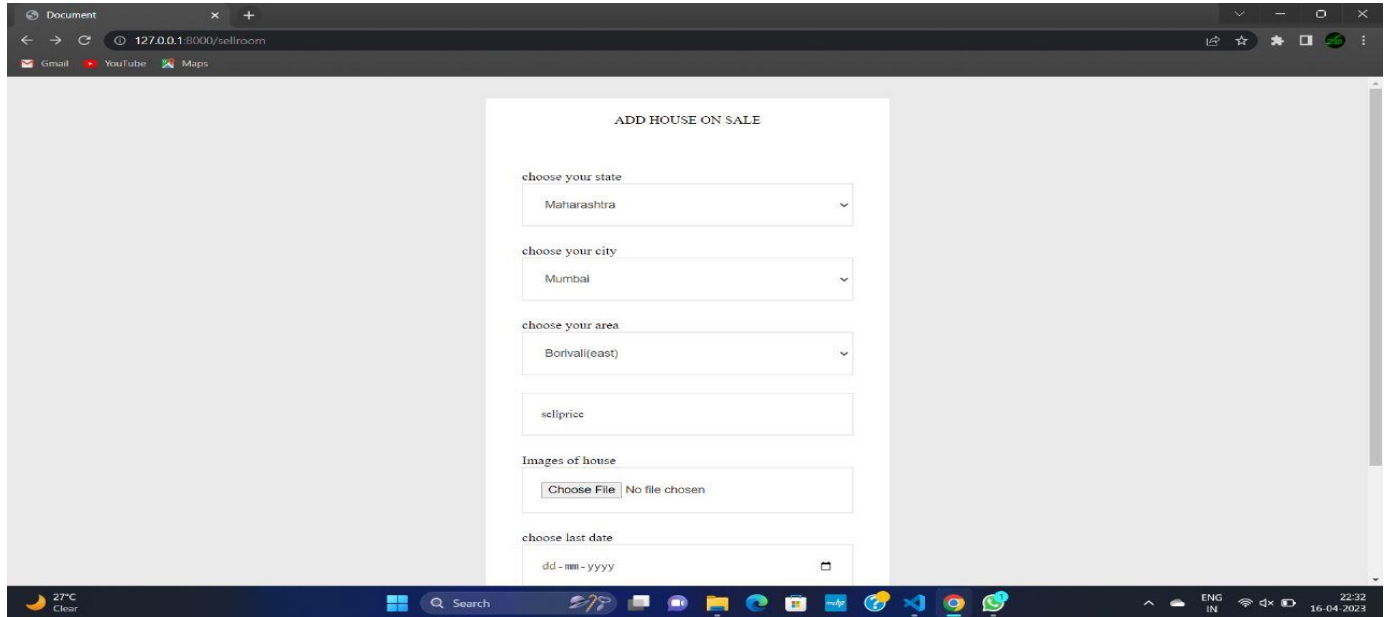 Document
127.0.0.1:8000/sellroom
Gmail YouTube Maps
ADD HOUSE ON SALE
choose your state
Maharashtra
choose your city
Mumbai
choose your area
Borivali(east)
sellprice
Images of house
Choose File No file chosen
choose last date
dd-mm-yyyy
27°C
Clear
Search
hp
1
ENG
IN
22:32
16-04-2023